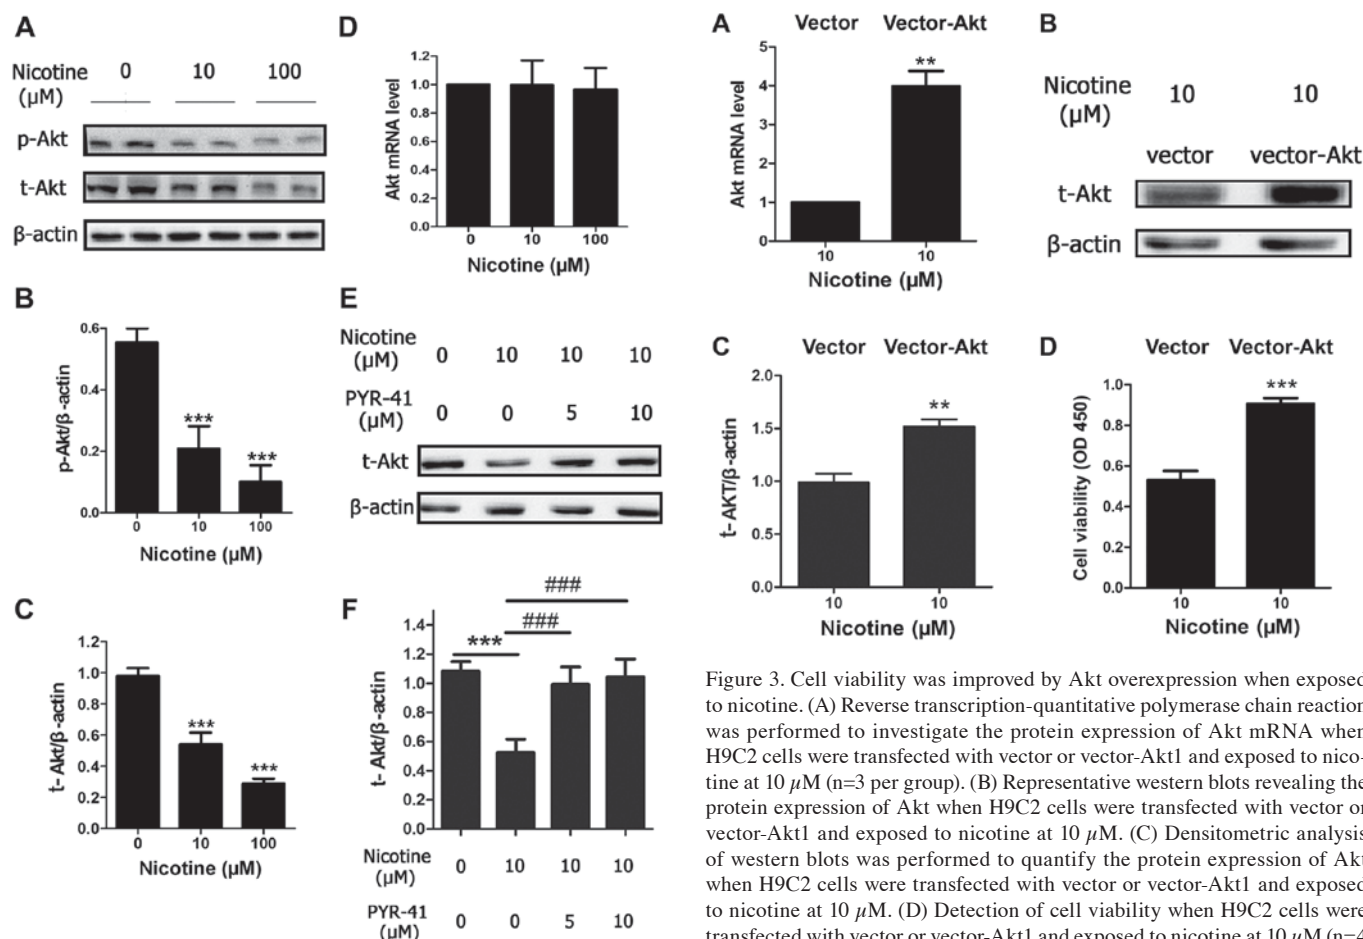 A
Nicotine
(µM)
0 10 100
p-Akt
t-Akt
β-actin
B
p-Akt/β-actin
0.6
0.4
0.2
0.0
***
***
0 10 100
Nicotine (µM)
C
t- Akt/β-actin
1.2
1.0
0.8
0.6
0.4
0.2
0.0
***
***
0 10 100
Nicotine (µM)
D
Akt mRNA level
1.2
1.0
0.8
0.6
0.4
0.2
0.0
0 10 100
Nicotine (µM)
E
Nicotine
(µM)
0 10 10 10
PYR-41
(µM)
0 0 5 10
t-Akt
β-actin
F
t- Akt/β-actin
1.4
1.2
1.0
0.8
0.6
0.4
0.2
0.0
***
###
###
Nicotine
(µM)
0 10 10 10
PYR-41
(µM)
0 0 5 10
A
Vector Vector-Akt
Akt mRNA level
5
4
3
2
1
0
**
10 10
Nicotine (µM)
B
Nicotine
(µM)
10 10
vector vector-Akt
t-Akt
β-actin
C
Vector Vector-Akt
t- AKT/β-actin
2.0
1.5
1.0
0.5
0.0
**
10 10
Nicotine (µM)
D
Vector Vector-Akt
Cell viability (OD 450)
1.0
0.8
0.6
0.4
0.2
0.0
***
10 10
Nicotine (µM)
Figure 3. Cell viability was improved by Akt overexpression when exposed
to nicotine. (A) Reverse transcription-quantitative polymerase chain reaction
was performed to investigate the protein expression of Akt mRNA when
H9C2 cells were transfected with vector or vector-Akt1 and exposed to nico-
tine at 10 µM (n=3 per group). (B) Representative western blots revealing the
protein expression of Akt when H9C2 cells were transfected with vector or
vector-Akt1 and exposed to nicotine at 10 µM. (C) Densitometric analysis
of western blots was performed to quantify the protein expression of Akt
when H9C2 cells were transfected with vector or vector-Akt1 and exposed
to nicotine at 10 µM. (D) Detection of cell viability when H9C2 cells were
transfected with vector or vector-Akt1 and exposed to nicotine at 10 µM (n=4